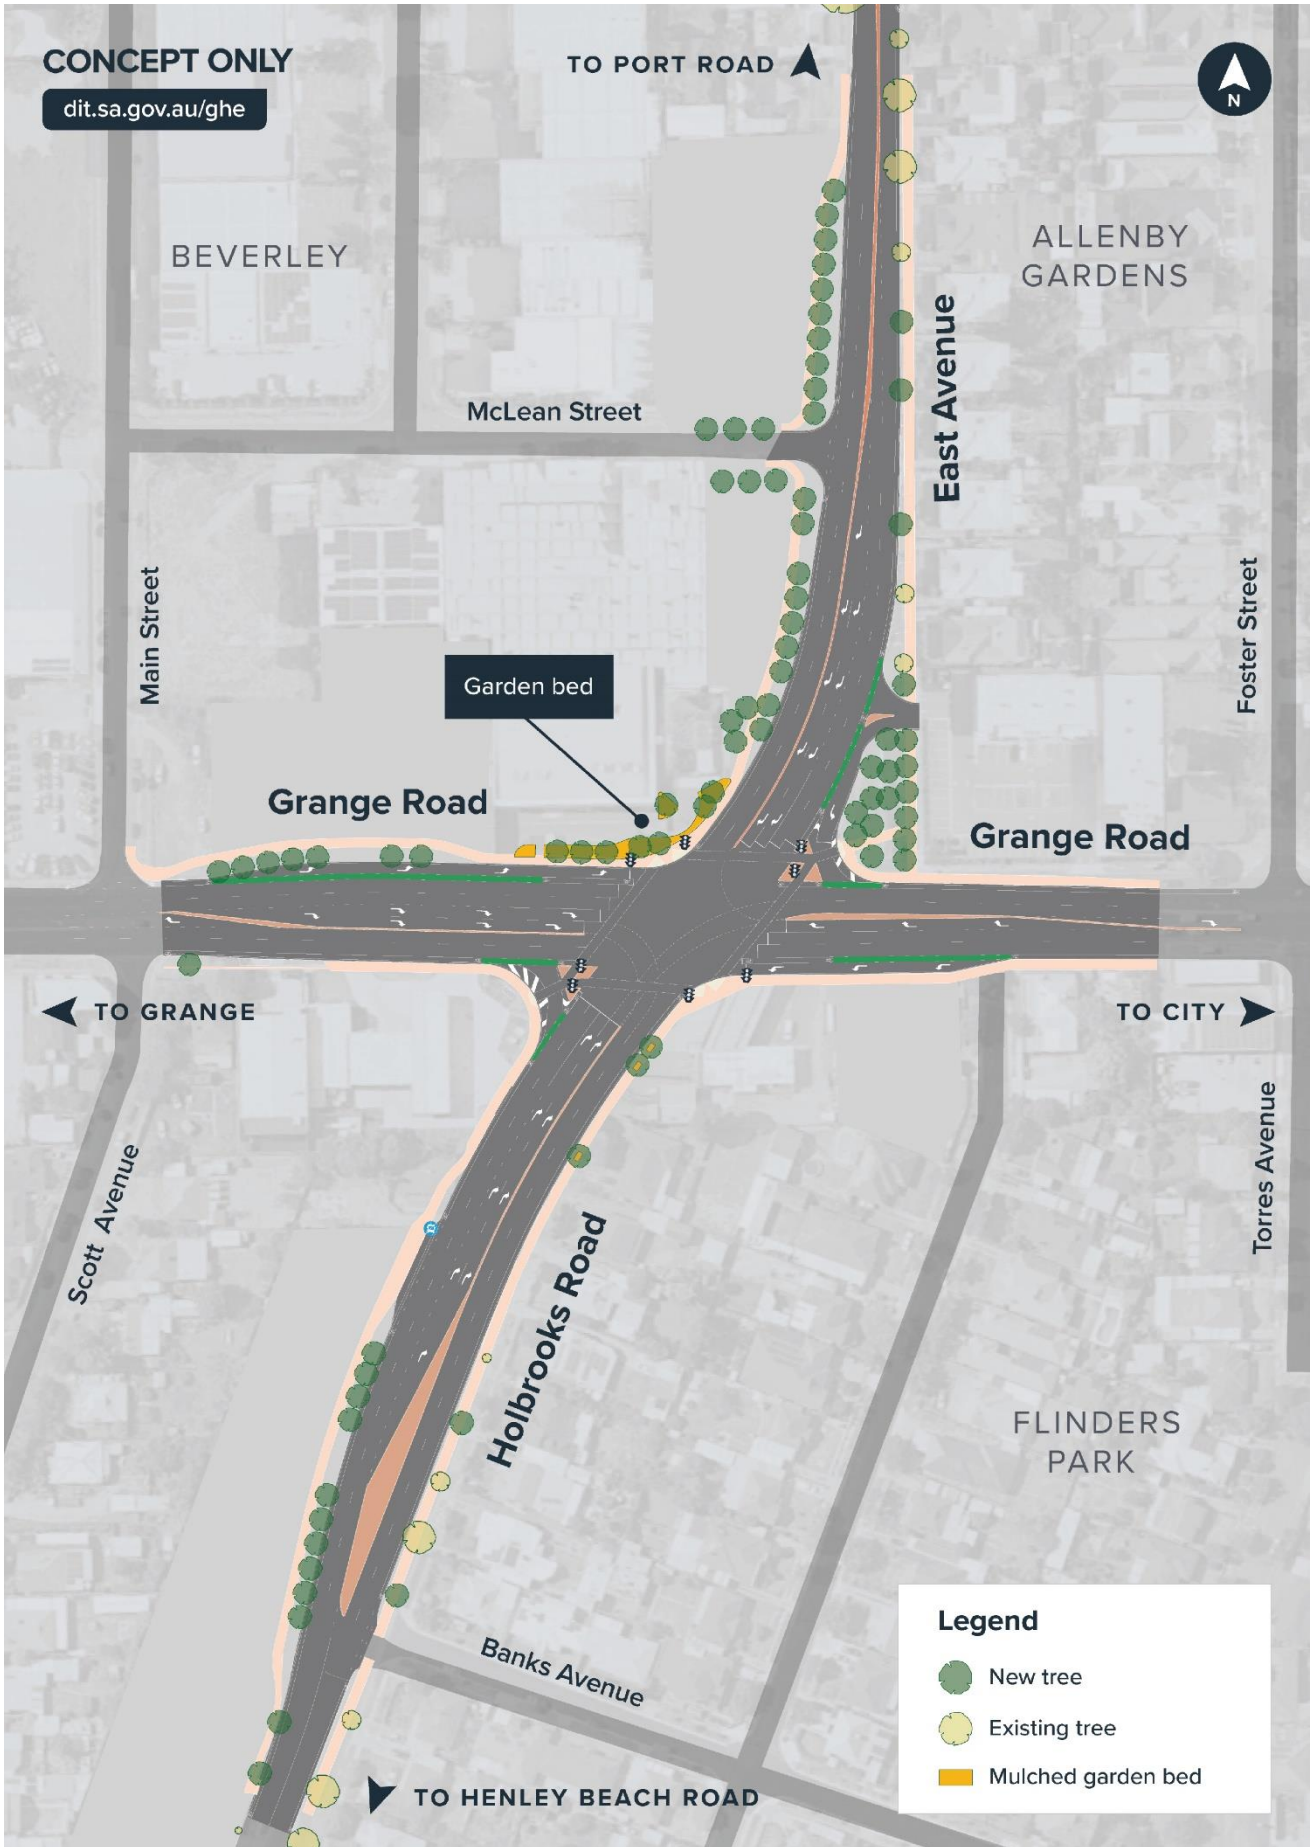 CONCEPT ONLY
dit.sa.gov.au/ghe
TO PORT ROAD
N
BEVERLEY
ALLENBY
GARDENS
McLean Street
East Avenue
Main Street
Foster Street
Garden bed
Grange Road
Grange Road
TO GRANGE
TO CITY
Scott Avenue
Torres Avenue
Holbrooks Road
FLINDERS
PARK
Banks Avenue
TO HENLEY BEACH ROAD
Legend
New tree
Existing tree
Mulched garden bed